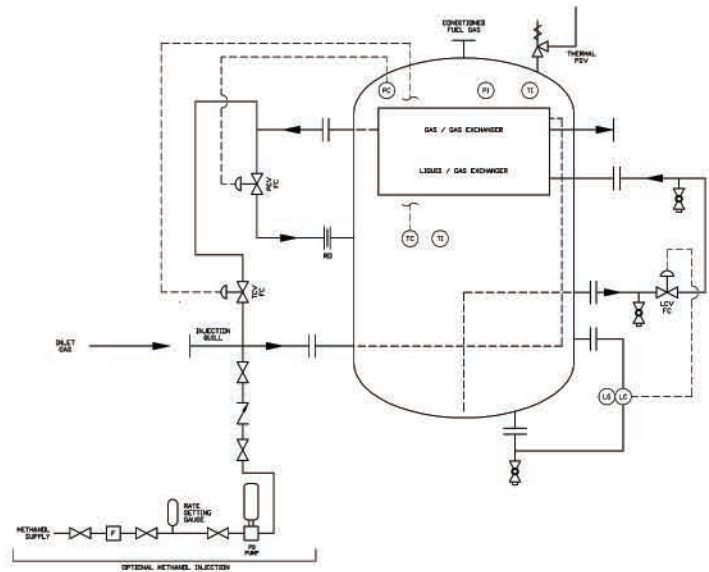 CONDITIONED
FUEL GAS
THERMAL
PSV
PC
PI
TI
GAS / GAS EXCHANGER
LIQUID / GAS EXCHANGER
PCV
FC
RO
TC
TI
TCV
FC
LCV
FC
INLET
GAS
INJECTION
QUILL
LG
LC
RATE
SETTING
GAUGE
METHANOL
SUPPLY
F
PD
PUMP
OPTIONAL METHANOL INJECTION